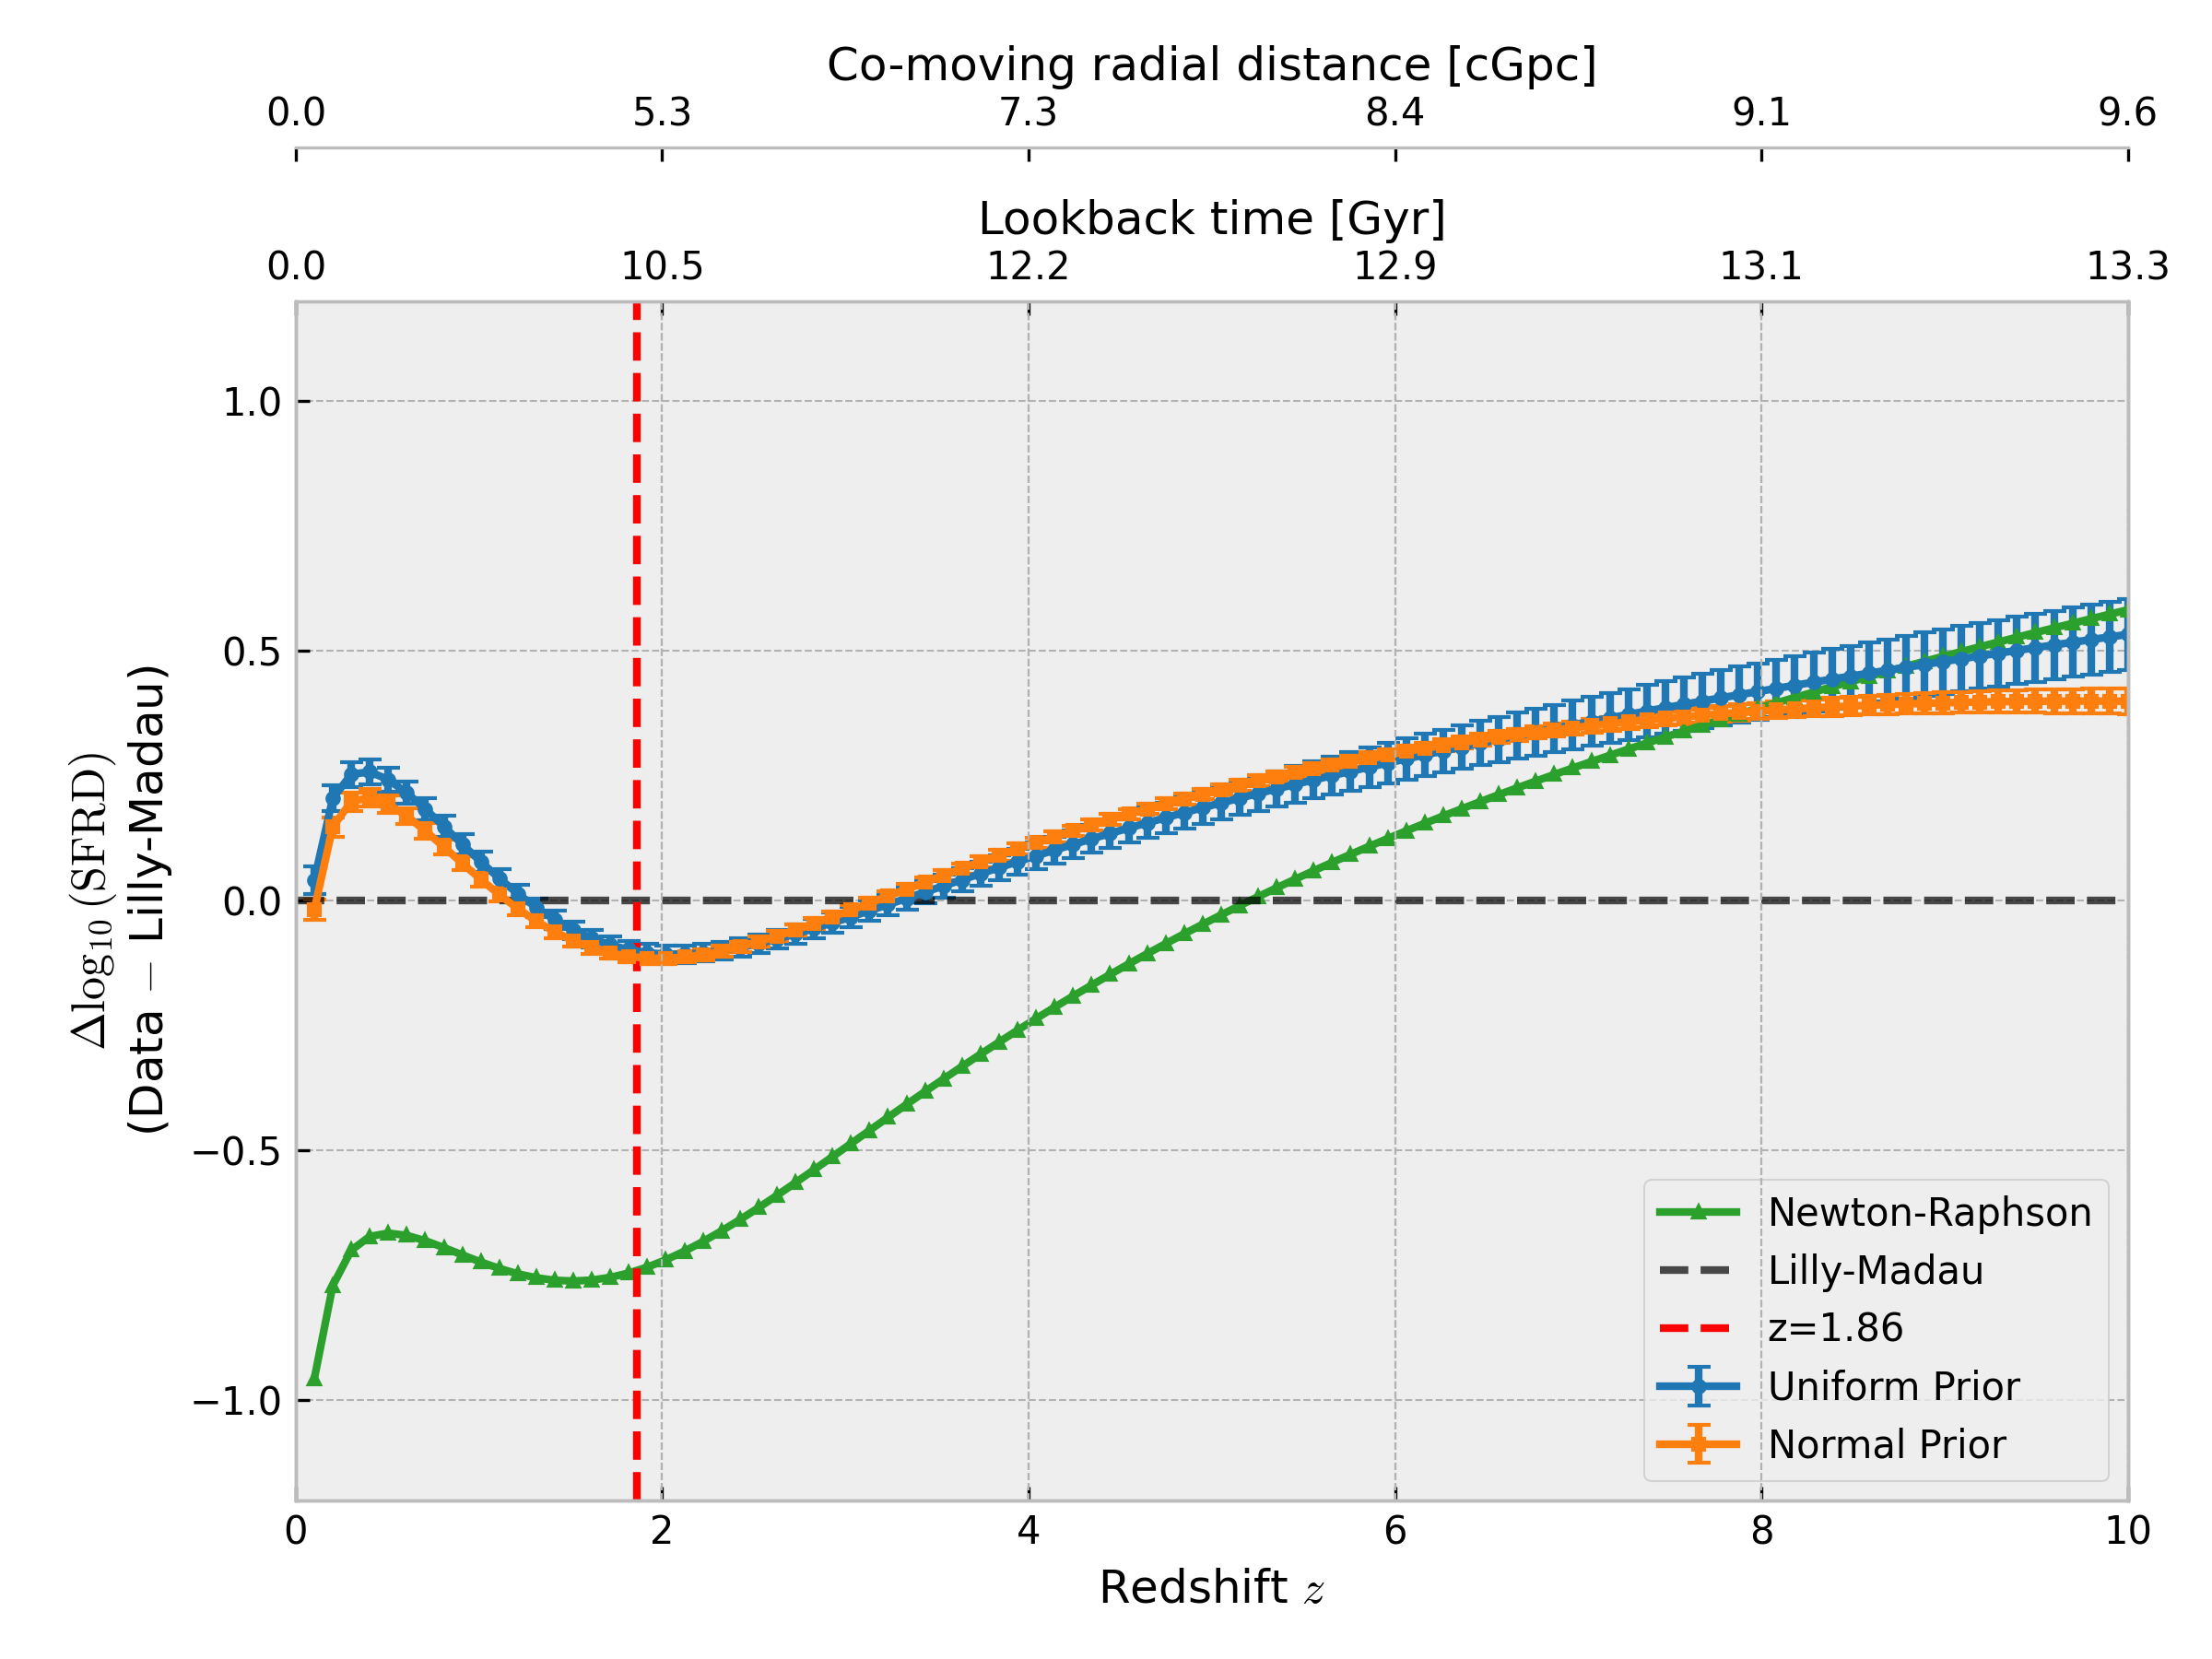 Co-moving radial distance [cGpc]
0.0 5.3 7.3 8.4 9.1 9.6
Lookback time [Gyr]
0.0 10.5 12.2 12.9 13.1 13.3
1.0
0.5
0.0
−0.5
−1.0
Δlog₁₀ (SFRD)
(Data − Lilly-Madau)
Newton-Raphson
Lilly-Madau
z=1.86
Uniform Prior
Normal Prior
0 2 4 6 8 10
Redshift z